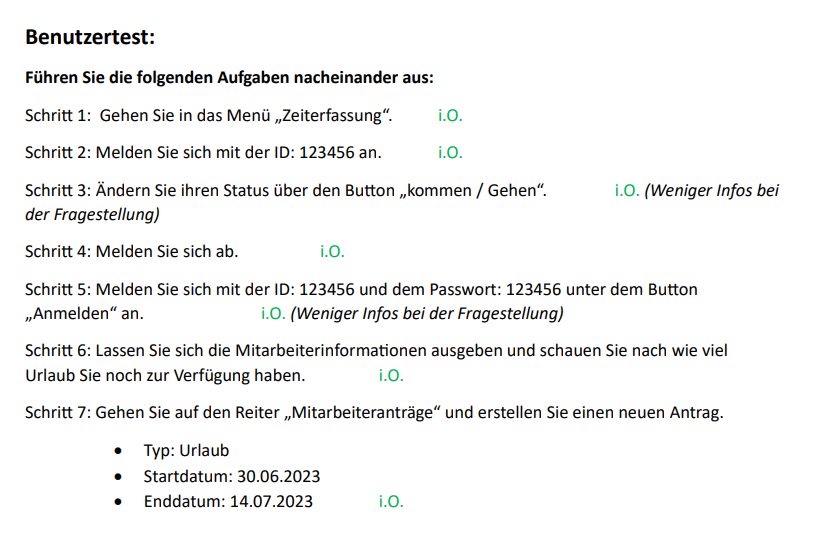 Benutzertest:
Führen Sie die folgenden Aufgaben nacheinander aus:
Schritt 1:  Gehen Sie in das Menü „Zeiterfassung“. i.O.
Schritt 2: Melden Sie sich mit der ID: 123456 an. i.O.
Schritt 3: Ändern Sie ihren Status über den Button „kommen / Gehen“. i.O. (Weniger Infos bei
der Fragestellung)
Schritt 4: Melden Sie sich ab. i.O.
Schritt 5: Melden Sie sich mit der ID: 123456 und dem Passwort: 123456 unter dem Button
„Anmelden“ an. i.O. (Weniger Infos bei der Fragestellung)
Schritt 6: Lassen Sie sich die Mitarbeiterinformationen ausgeben und schauen Sie nach wie viel
Urlaub Sie noch zur Verfügung haben. i.O.
Schritt 7: Gehen Sie auf den Reiter „Mitarbeiteranträge“ und erstellen Sie einen neuen Antrag.
• Typ: Urlaub
• Startdatum: 30.06.2023
• Enddatum: 14.07.2023 i.O.